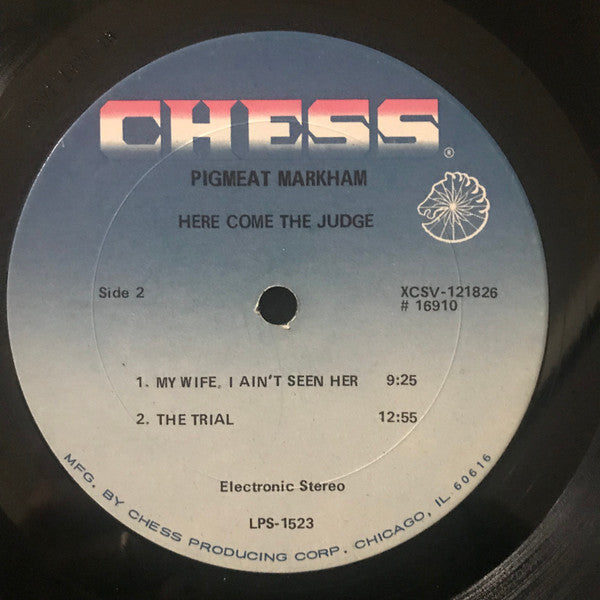 CHESS
®
PIGMEAT MARKHAM
HERE COME THE JUDGE
Side 2
XCSV-121826
# 16910
1. MY WIFE, I AIN'T SEEN HER 9:25
2. THE TRIAL 12:55
Electronic Stereo
LPS-1523
MFG. BY CHESS PRODUCING CORP. CHICAGO, IL 60616